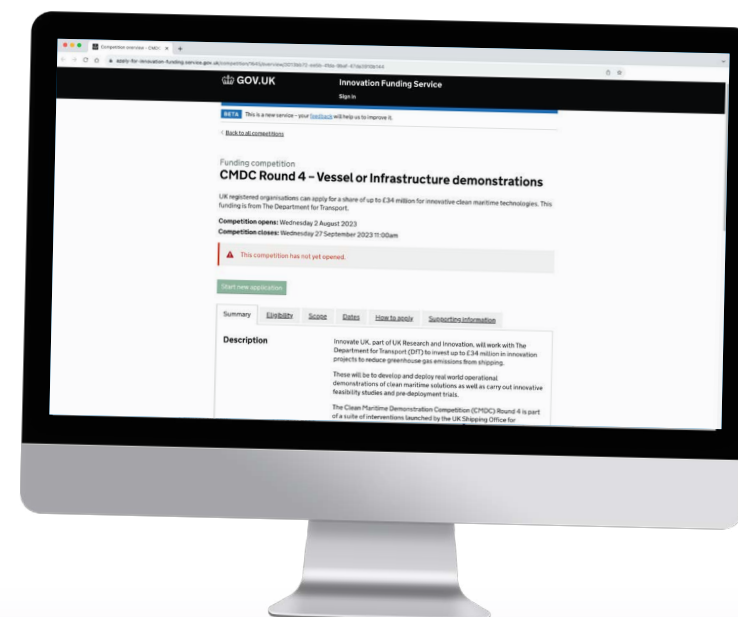 Competition overview - CMD
GOV.UK
Innovation Funding Service
Sign in
BETA This is a new service – your feedback will help us to improve it.
Back to all competitions
Funding competition
CMDC Round 4 – Vessel or Infrastructure demonstrations
UK registered organisations can apply for a share of up to £34 million for innovative clean maritime technologies. This
funding is from The Department for Transport.
Competition opens: Wednesday 2 August 2023
Competition closes: Wednesday 27 September 2023 11:00am
This competition has not yet opened.
Start new application
Summary Eligibility Scope Dates How to apply Supporting information
Description
Innovate UK, part of UK Research and Innovation, will work with The
Department for Transport (DfT) to invest up to £34 million in innovation
projects to reduce greenhouse gas emissions from shipping.
These will be to develop and deploy real world operational
demonstrations of clean maritime solutions as well as carry out innovative
feasibility studies and pre-deployment trials.
The Clean Maritime Demonstration Competition (CMDC) Round 4 is part
of a suite of interventions launched by the UK Shipping Office for